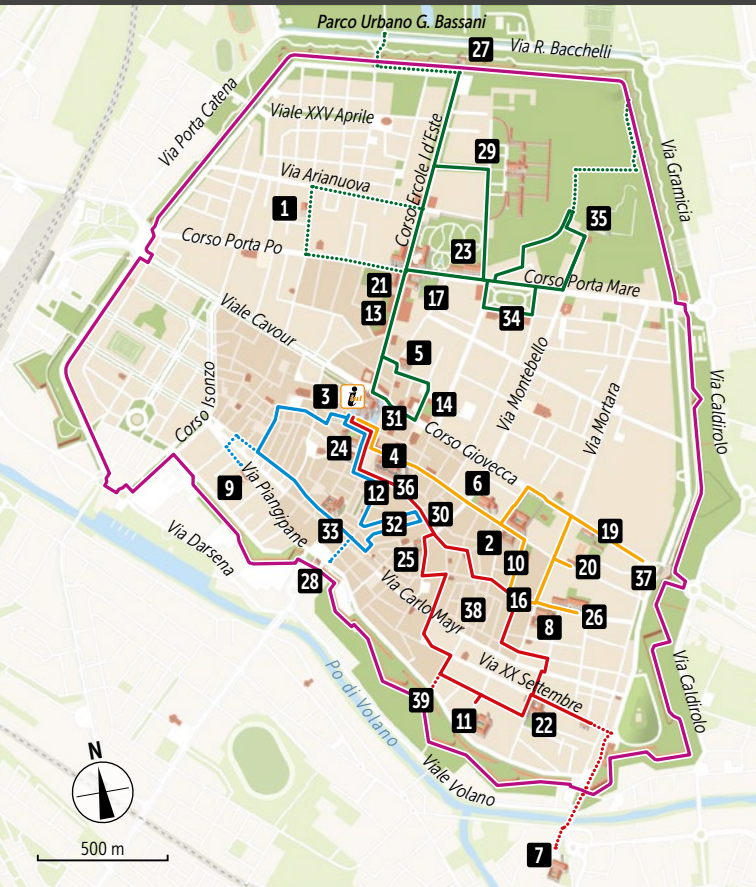 Parco Urbano G. Bassani
27
Via R. Bacchelli
Via Porta Catena
Viale XXV Aprile
Corso Ercole I d'Este
29
Via Gramicia
Via Arianuova
1
35
Corso Porta Po
23
Corso Porta Mare
21
17
13
34
Viale Cavour
5
Via Montebello
Via Mortara
Via Caldirolo
Corso Isonzo
3
i
14
31
Corso Giovecca
24
4
9
Via Piangipane
12
36
6
33
32
30
19
Via Darsena
2
25
10
20
28
37
Via Carlo Mayr
38
16
8
26
Via XX Settembre
Via Caldirolo
Po di Volano
39
11
22
N
Viale Volano
500 m
7